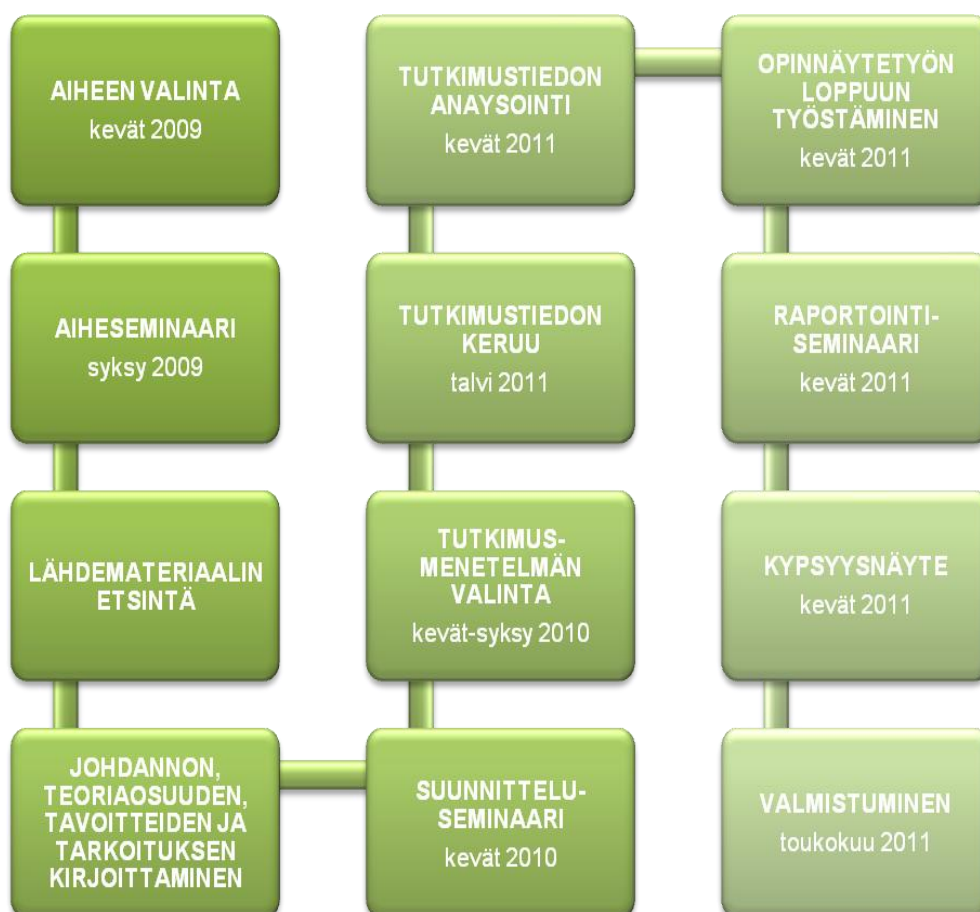 AIHEEN VALINTA
kevät 2009
AIHESEMINAARI
syksy 2009
LÄHDEMATERIAALIN
ETSINTÄ
JOHDANNON,
TEORIAOSUUDEN,
TAVOITTEIDEN JA
TARKOITUKSEN
KIRJOITTAMINEN
SUUNNITTELU-
SEMINAARI
kevät 2010
TUTKIMUS-
MENETELMÄN
VALINTA
kevät-syksy 2010
TUTKIMUSTIEDON
KERUU
talvi 2011
TUTKIMUSTIEDON
ANAYSOINTI
kevät 2011
OPINNÄYTETYÖN
LOPPUUN
TYÖSTÄMINEN
kevät 2011
RAPORTOINTI-
SEMINAARI
kevät 2011
KYPSYYSNÄYTE
kevät 2011
VALMISTUMINEN
toukokuu 2011